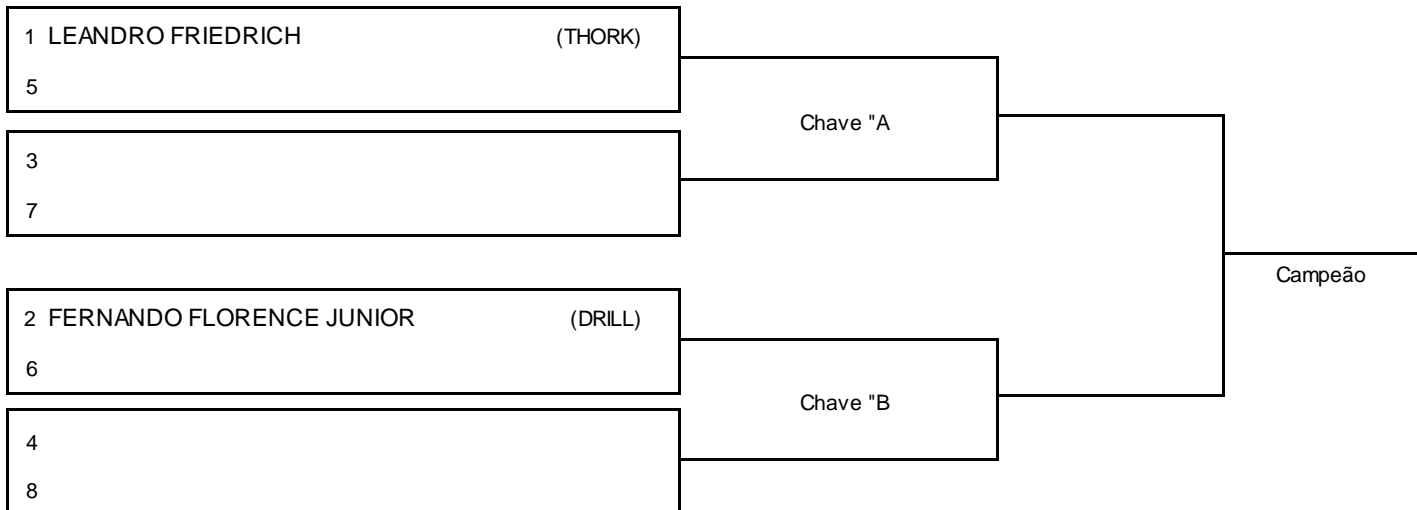 1 LEANDRO FRIEDRICH (THORK)
5
Chave "A
3
7
Campeão
2 FERNANDO FLORENCE JUNIOR (DRILL)
6
Chave "B
4
8